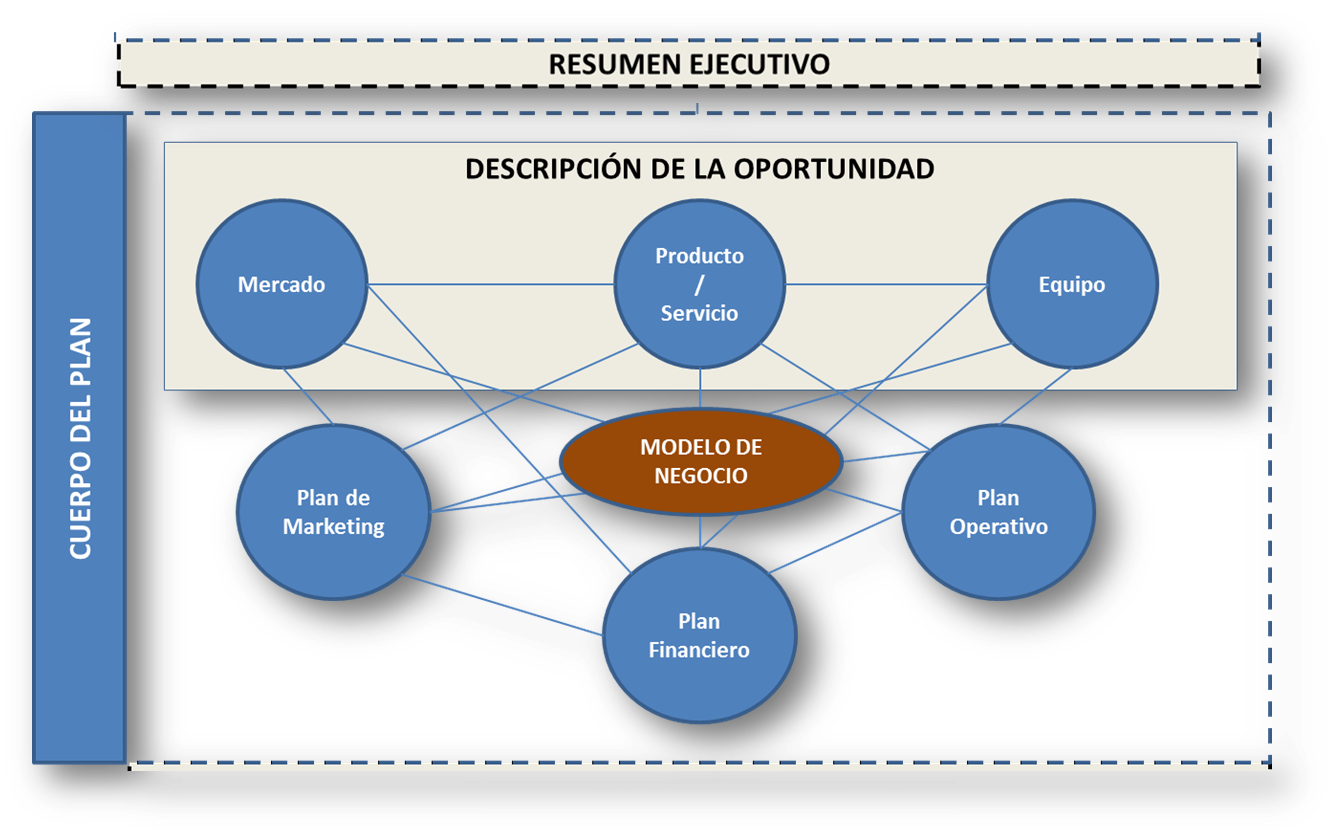 RESUMEN EJECUTIVO
CUERPO DEL PLAN
DESCRIPCIÓN DE LA OPORTUNIDAD
Mercado
Producto
/
Servicio
Equipo
MODELO DE
NEGOCIO
Plan de
Marketing
Plan
Operativo
Plan
Financiero